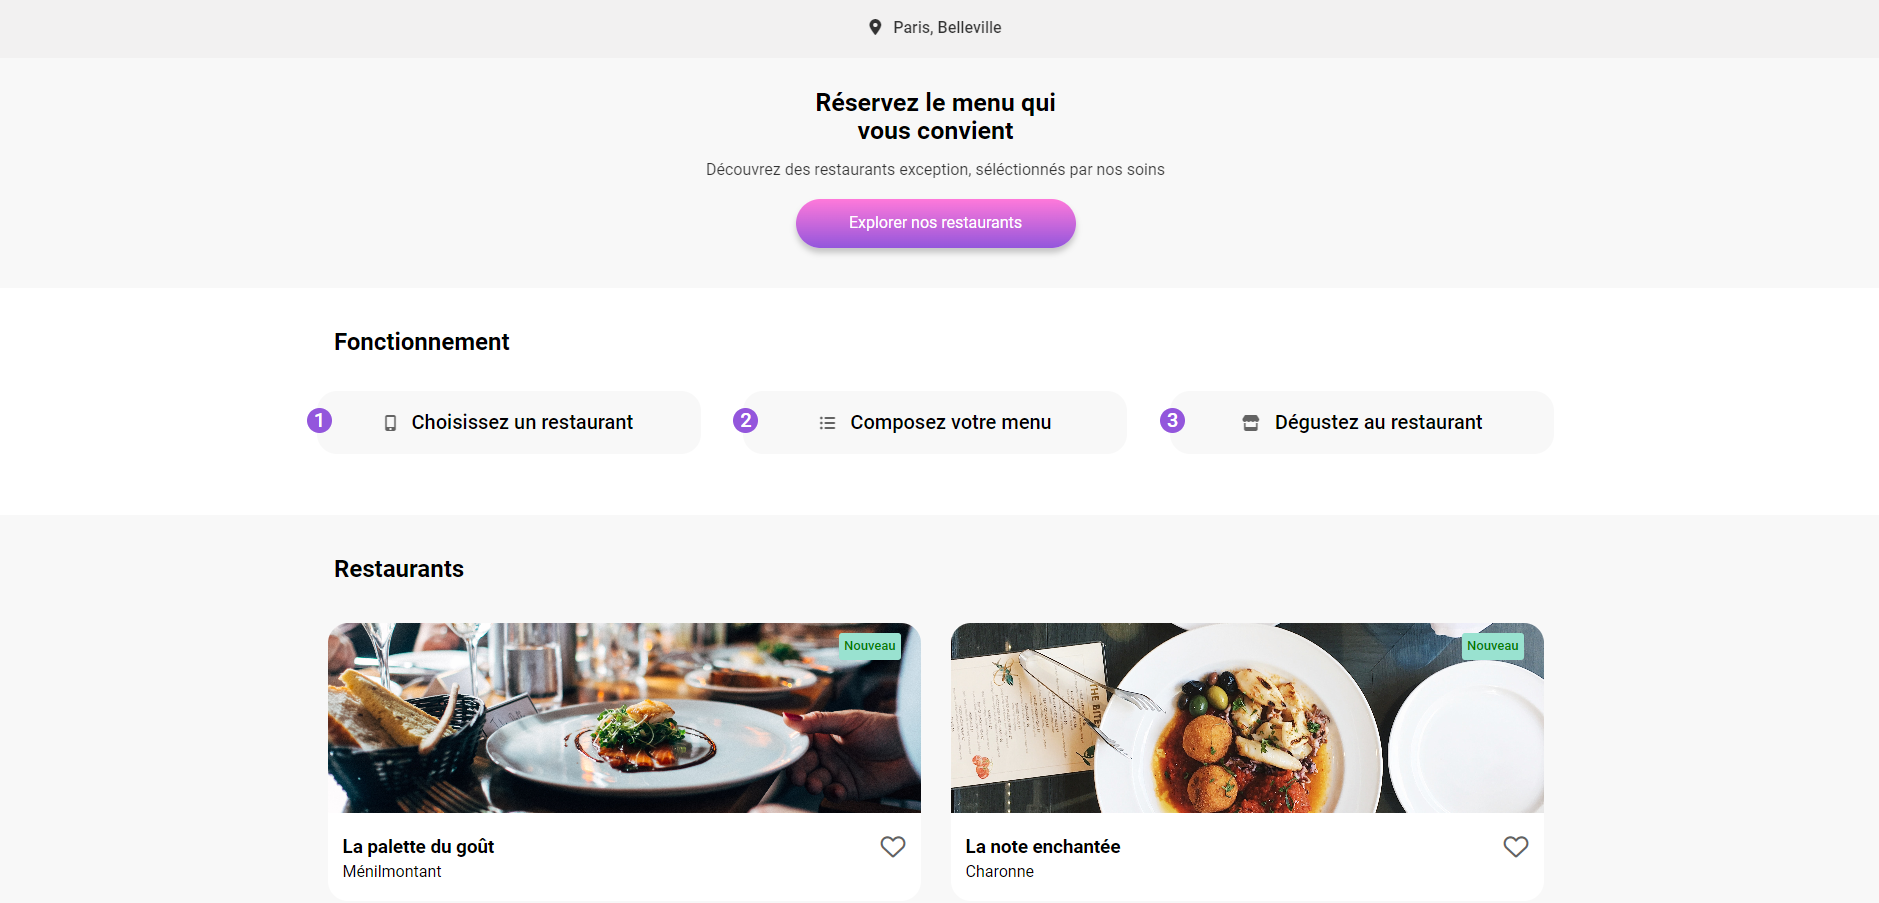 Paris, Belleville
Réservez le menu qui
vous convient
Découvrez des restaurants exception, séléctionnés par nos soins
Explorer nos restaurants
Fonctionnement
1 Choisissez un restaurant
2 Composez votre menu
3 Dégustez au restaurant
Restaurants
Nouveau
Nouveau
THE BITE
La palette du goût
Ménilmontant
La note enchantée
Charonne